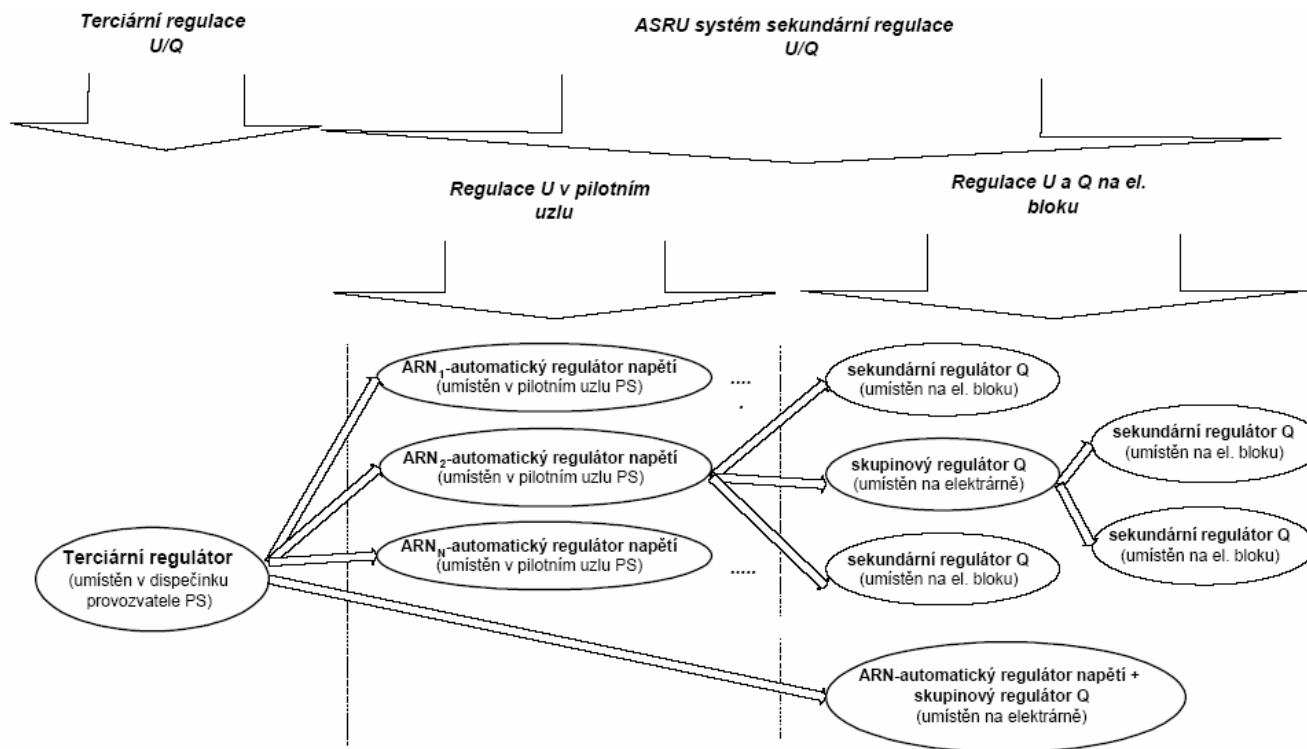 Terciární regulace
U/Q
ASRU systém sekundární regulace
U/Q
Regulace U v pilotním
uzlu
Regulace U a Q na el.
bloku
ARN1-automatický regulátor napětí
(umístěn v pilotním uzlu PS)
....
.
sekundární regulátor Q
(umístěn na el. bloku)
ARN2-automatický regulátor napětí
(umístěn v pilotním uzlu PS)
skupinový regulátor Q
(umístěn na elektrárně)
sekundární regulátor Q
(umístěn na el. bloku)
Terciární regulátor
(umístěn v dispečinku
provozvatele PS)
ARNN-automatický regulátor napětí
(umístěn v pilotním uzlu PS)
.....
sekundární regulátor Q
(umístěn na el. bloku)
sekundární regulátor Q
(umístěn na el. bloku)
ARN-automatický regulátor napětí +
skupinový regulátor Q
(umístěn na elektrárně)